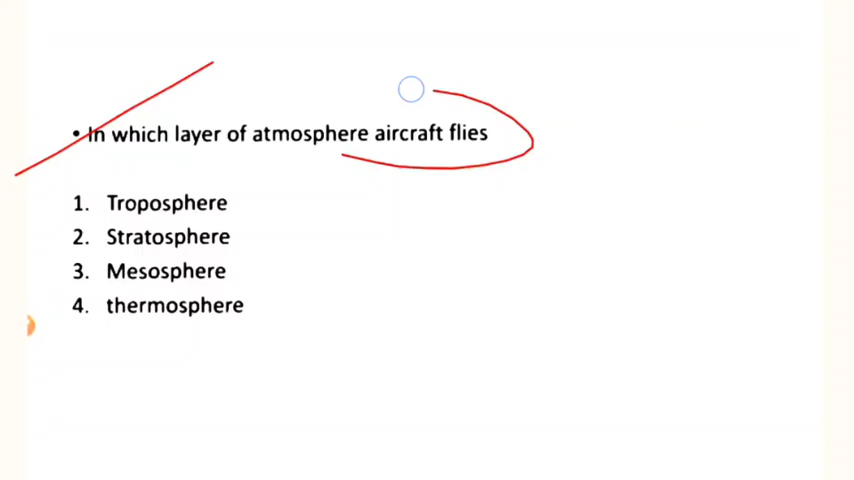 • In which layer of atmosphere aircraft flies
1. Troposphere
2. Stratosphere
3. Mesosphere
4. thermosphere